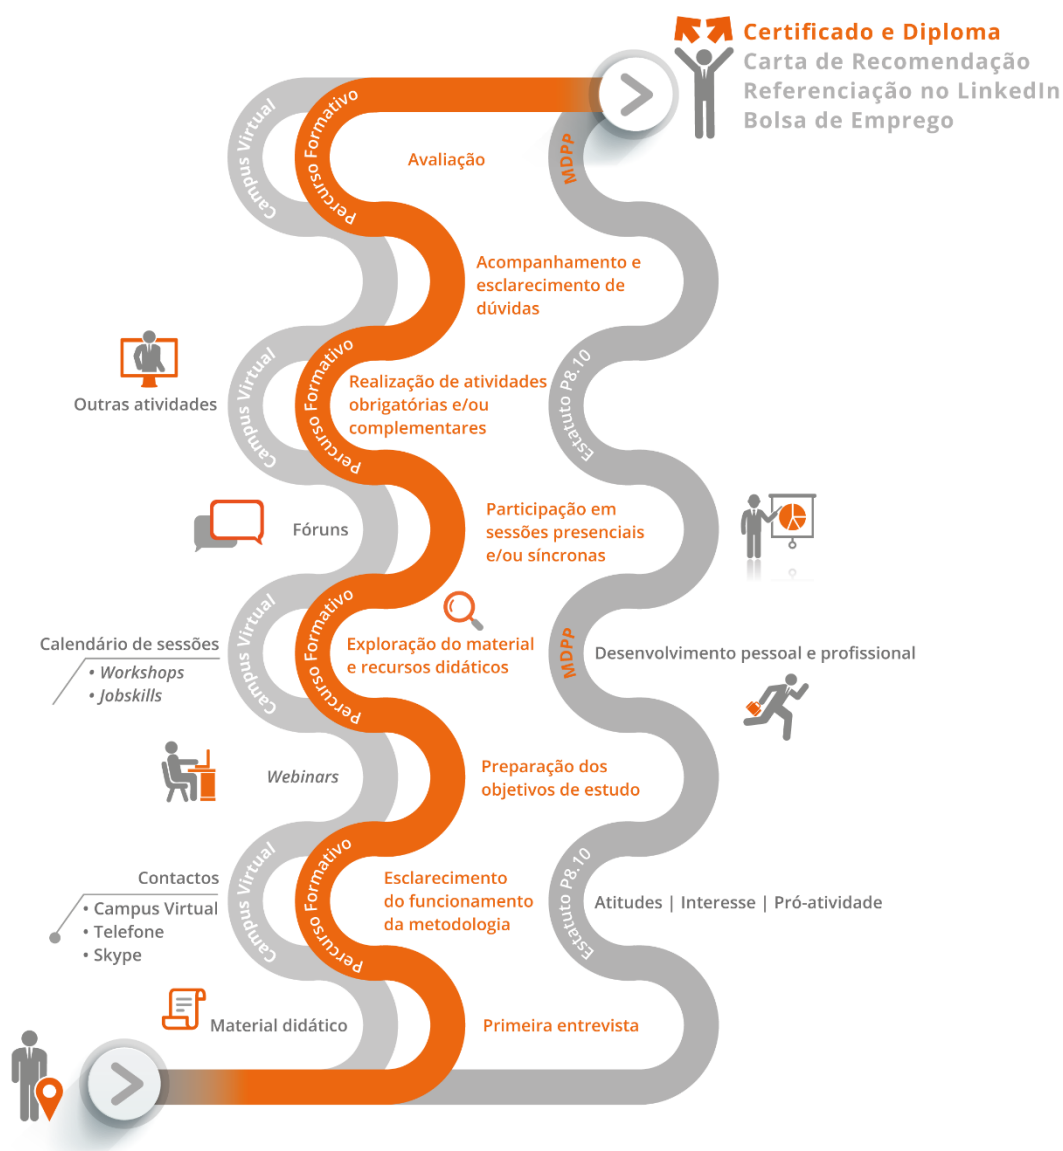 Certificado e Diploma
Carta de Recomendação
Referenciação no LinkedIn
Bolsa de Emprego
Campus Virtual
Percurso Formativo
Avaliação
MDPP
Acompanhamento e
esclarecimento de
dúvidas
Outras atividades
Campus Virtual
Percurso Formativo
Realização de atividades
obrigatórias e/ou
complementares
Estatuto P8.10
Fóruns
Participação em
sessões presenciais
e/ou síncronas
Calendário de sessões
• Workshops
• Jobskills
Campus Virtual
Percurso Formativo
Exploração do material
e recursos didáticos
MDPP
Desenvolvimento pessoal e profissional
Webinars
Preparação dos
objetivos de estudo
Contactos
• Campus Virtual
• Telefone
• Skype
Campus Virtual
Percurso Formativo
Esclarecimento
do funcionamento
da metodologia
Estatuto P8.10
Atitudes | Interesse | Pró-atividade
Material didático
Primeira entrevista